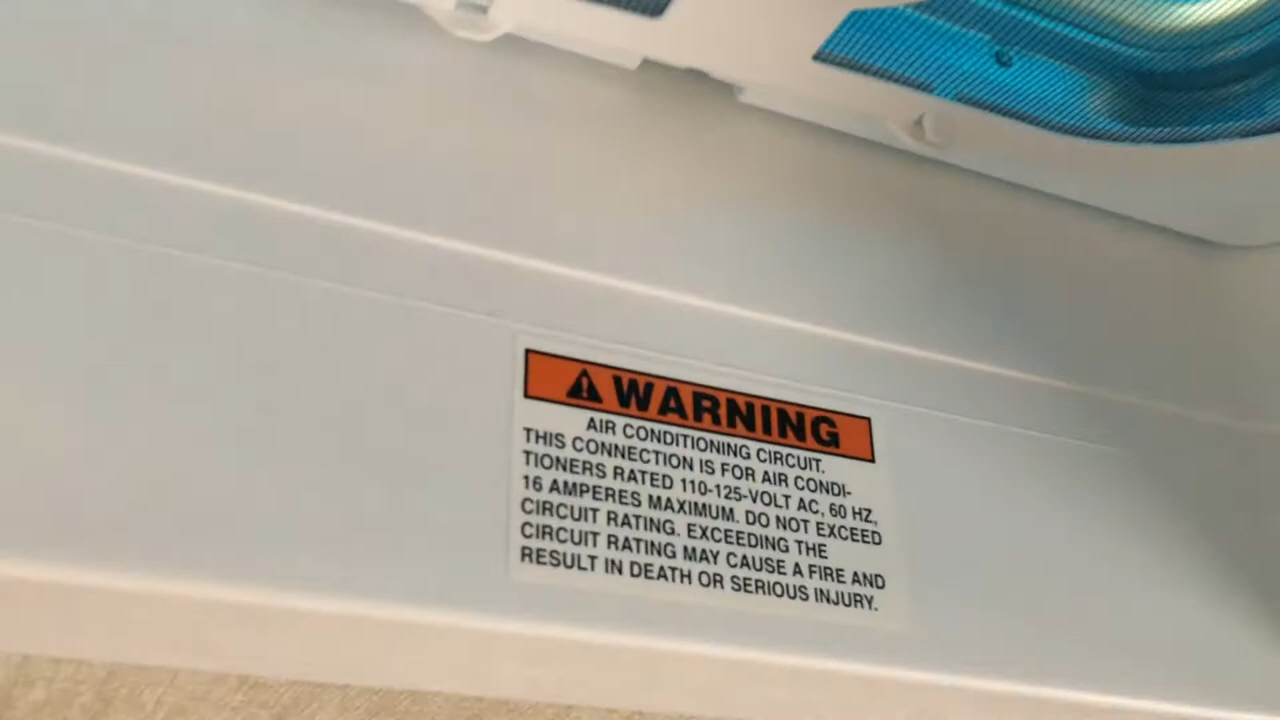 WARNING
AIR CONDITIONING CIRCUIT.
THIS CONNECTION IS FOR AIR CONDI-
TIONERS RATED 110-125-VOLT AC, 60 HZ,
16 AMPERES MAXIMUM. DO NOT EXCEED
CIRCUIT RATING. EXCEEDING THE
CIRCUIT RATING MAY CAUSE A FIRE AND
RESULT IN DEATH OR SERIOUS INJURY.